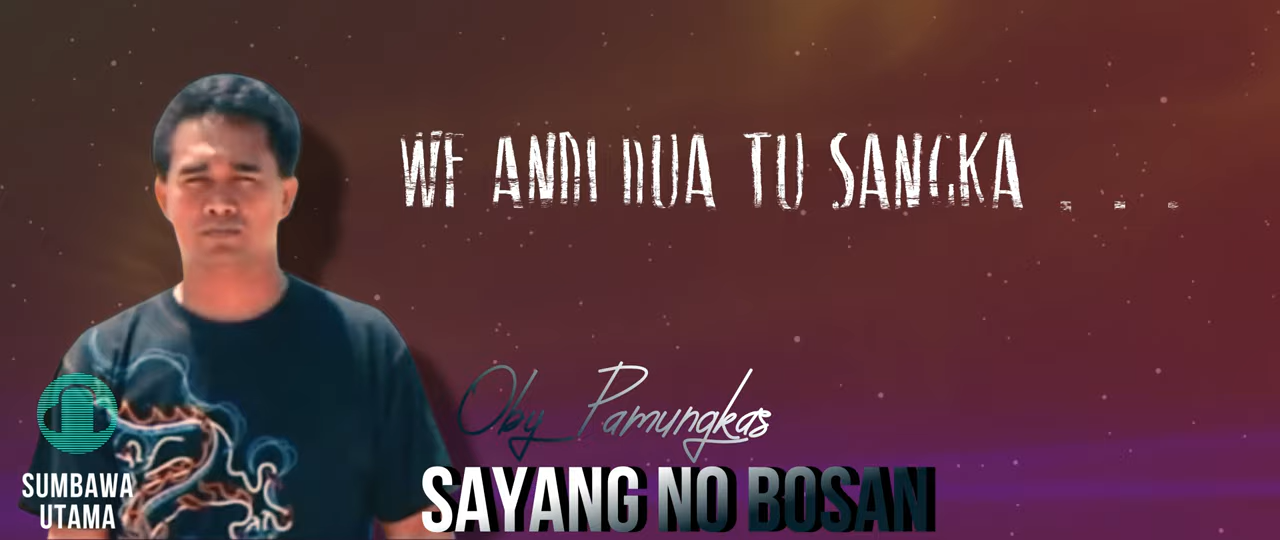 WE ANDI DUA TU SANGKA . . .
Oby Pamungkas
SAYANG NO BOSAN
SUMBAWA
UTAMA